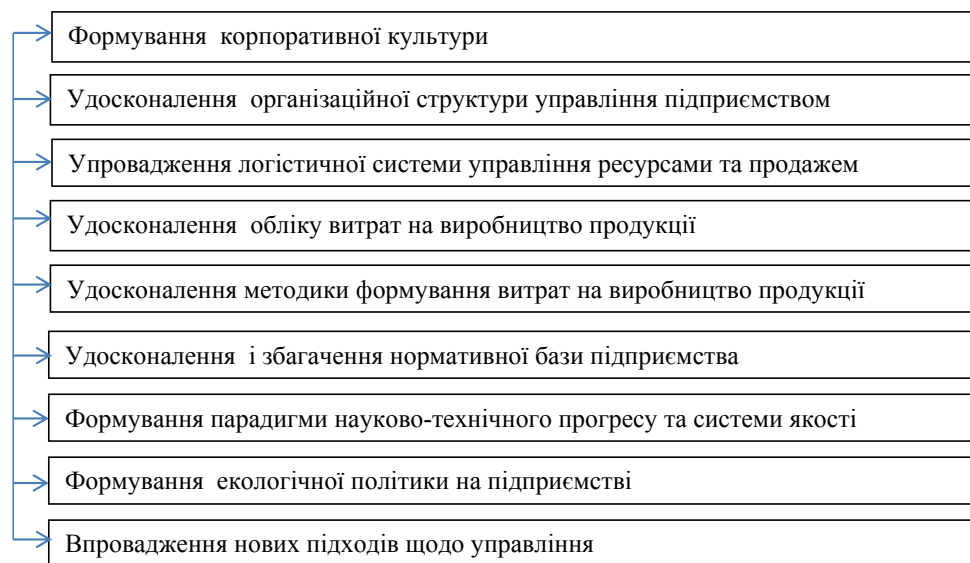 Формування корпоративної культури
Удосконалення організаційної структури управління підприємством
Упровадження логістичної системи управління ресурсами та продажем
Удосконалення обліку витрат на виробництво продукції
Удосконалення методики формування витрат на виробництво продукції
Удосконалення і збагачення нормативної бази підприємства
Формування парадигми науково-технічного прогресу та системи якості
Формування екологічної політики на підприємстві
Впровадження нових підходів щодо управління